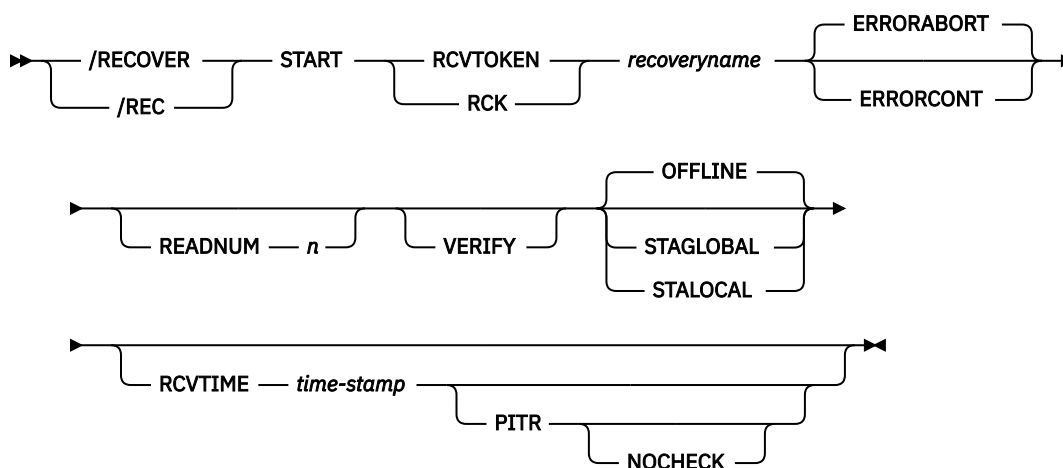 ERRORABORT
/RECOVER START RCVTOKEN recoveryname
/REC RCK ERRORCONT
OFFLINE
READNUM n VERIFY STAGLOBAL
STALOCAL
RCVTIME time-stamp
PITR
NOCHECK